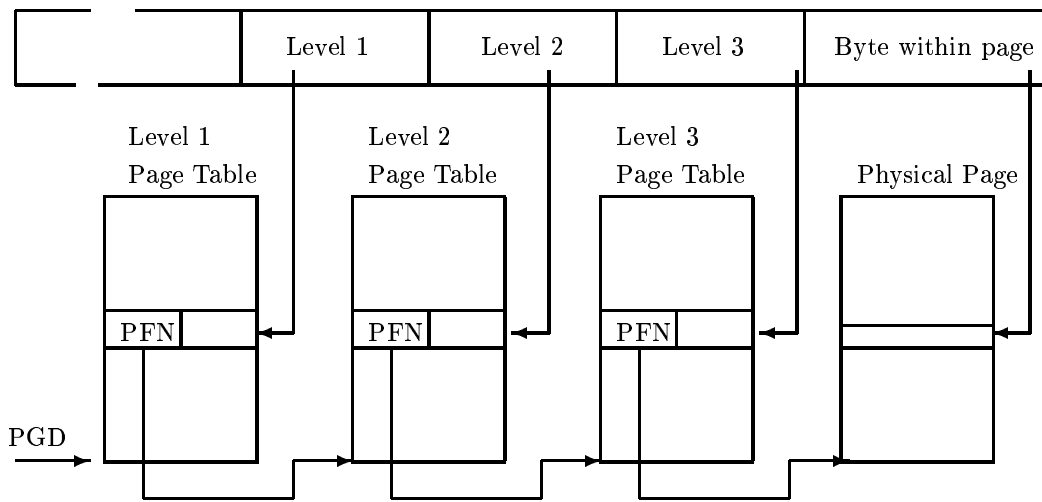 Level 1
Level 2
Level 3
Byte within page
Level 1
Page Table
Level 2
Page Table
Level 3
Page Table
Physical Page
PFN
PFN
PFN
PGD